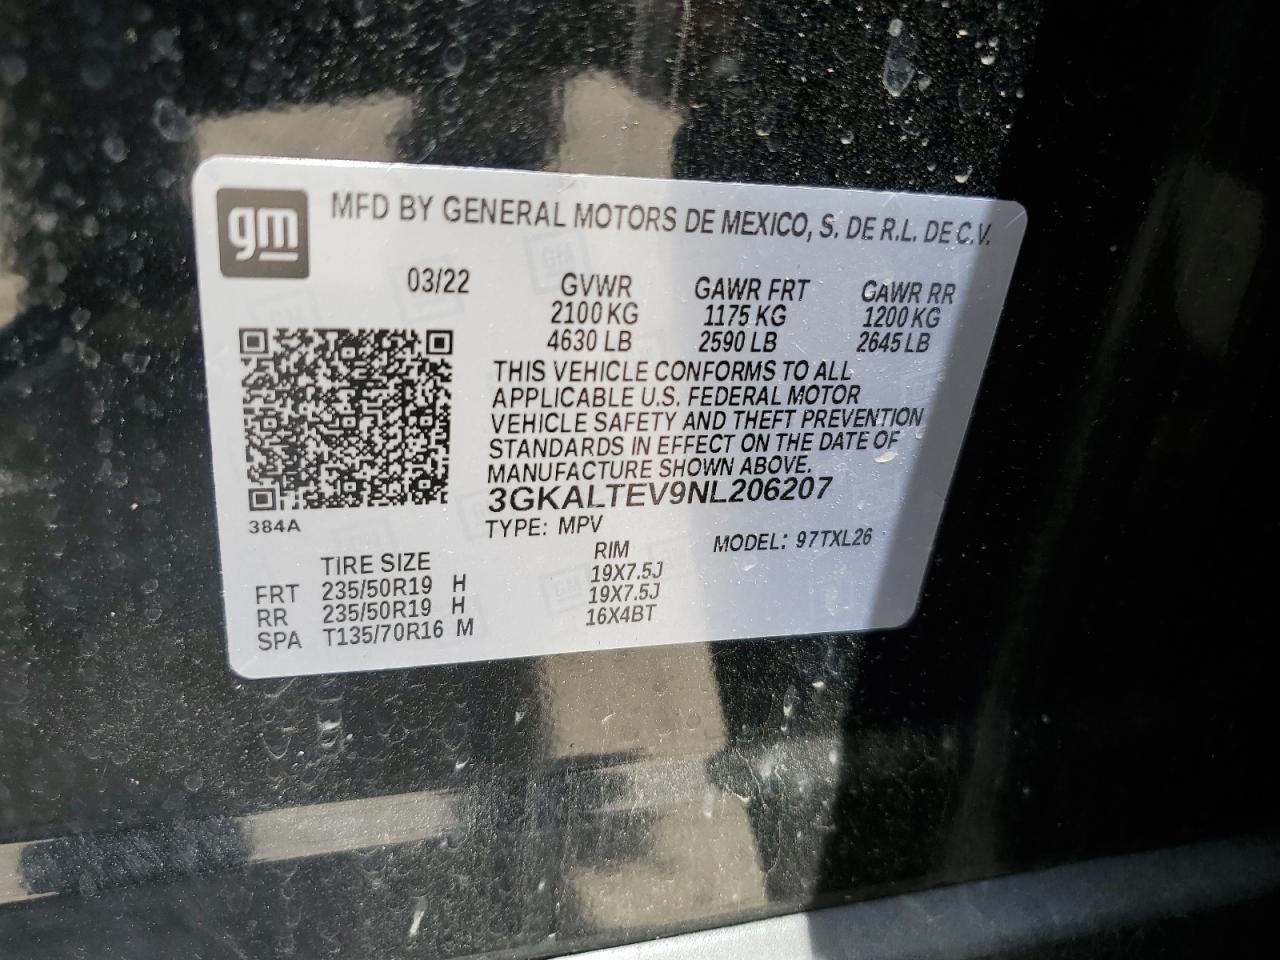 gm
MFD BY GENERAL MOTORS DE MEXICO, S. DE R.L. DE C.V.
03/22 GVWR GAWR FRT GAWR RR
2100 KG 1175 KG 1200 KG
4630 LB 2590 LB 2645 LB
THIS VEHICLE CONFORMS TO ALL
APPLICABLE U.S. FEDERAL MOTOR
VEHICLE SAFETY AND THEFT PREVENTION
STANDARDS IN EFFECT ON THE DATE OF
MANUFACTURE SHOWN ABOVE.
3GKALTEV9NL206207
384A TYPE: MPV MODEL: 97TXL26
TIRE SIZE RIM
FRT 235/50R19 H 19X7.5J
RR 235/50R19 H 19X7.5J
SPA T135/70R16 M 16X4BT